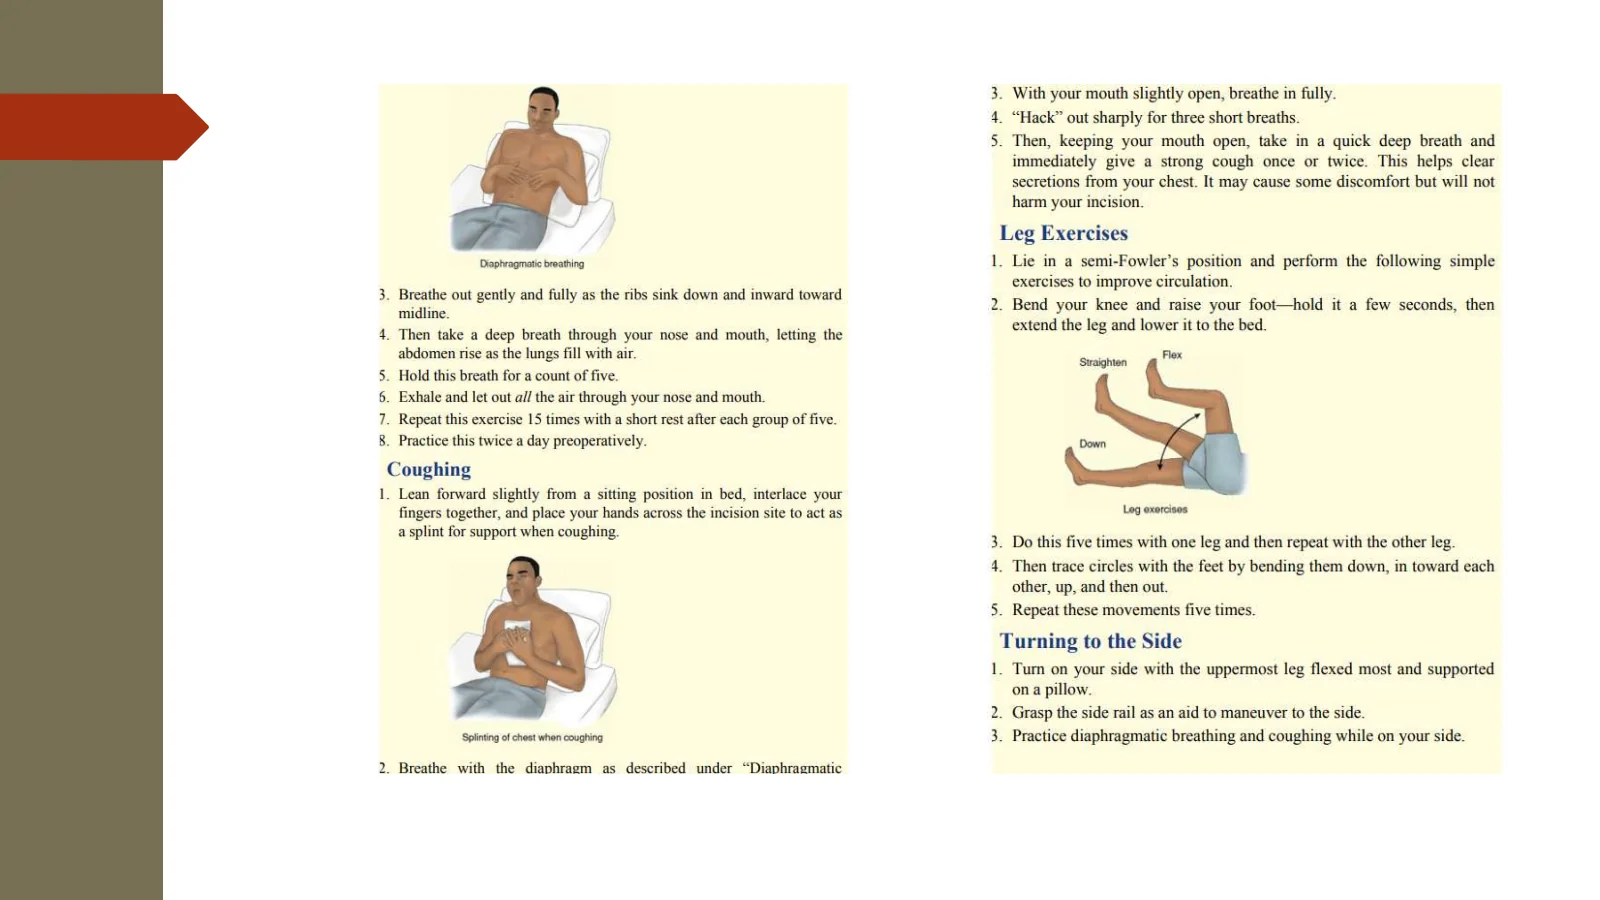 Diaphragmatic breathing
3. Breathe out gently and fully as the ribs sink down and inward toward
midline.
4. Then take a deep breath through your nose and mouth, letting the
abdomen rise as the lungs fill with air.
5. Hold this breath for a count of five.
6. Exhale and let out all the air through your nose and mouth.
7. Repeat this exercise 15 times with a short rest after each group of five.
8. Practice this twice a day preoperatively.
Coughing
1. Lean forward slightly from a sitting position in bed, interlace your
fingers together, and place your hands across the incision site to act as
a splint for support when coughing.
Splinting of chest when coughing
2. Breathe with the diaphragm as described under “Diaphragmatic
3. With your mouth slightly open, breathe in fully.
4. “Hack” out sharply for three short breaths.
5. Then, keeping your mouth open, take in a quick deep breath and
immediately give a strong cough once or twice. This helps clear
secretions from your chest. It may cause some discomfort but will not
harm your incision.
Leg Exercises
1. Lie in a semi-Fowler’s position and perform the following simple
exercises to improve circulation.
2. Bend your knee and raise your foot—hold it a few seconds, then
extend the leg and lower it to the bed.
Flex
Straighten
Down
Leg exercises
3. Do this five times with one leg and then repeat with the other leg.
4. Then trace circles with the feet by bending them down, in toward each
other, up, and then out.
5. Repeat these movements five times.
Turning to the Side
1. Turn on your side with the uppermost leg flexed most and supported
on a pillow.
2. Grasp the side rail as an aid to maneuver to the side.
3. Practice diaphragmatic breathing and coughing while on your side.